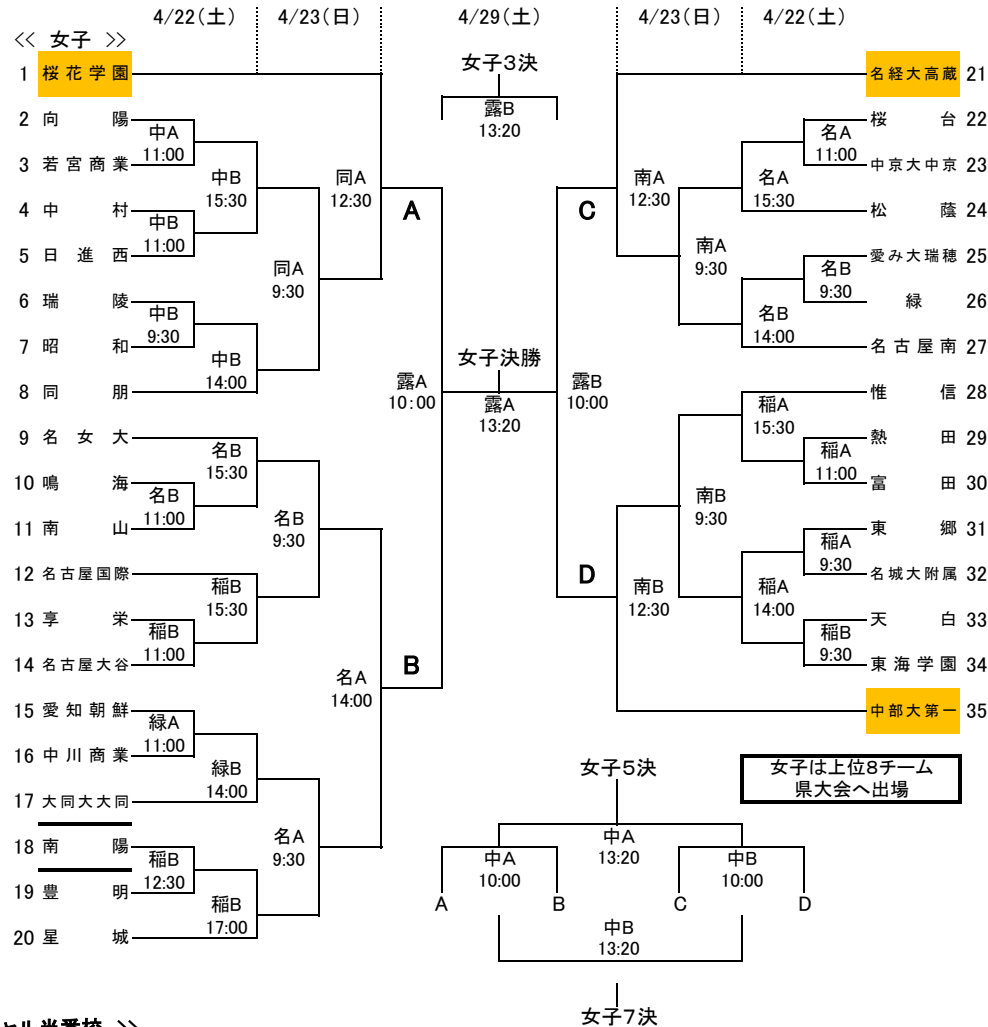 4/22(土) 4/23(日) 4/29(土) 4/23(日) 4/22(土)
<< 女子 >>
1 桜花学園
2 向陽
3 若宮商業
4 中村
5 日進西
6 瑞陵
7 昭和
8 同朋
9 名女大
10 鳴海
11 南山
12 名古屋国際
13 享栄
14 名古屋大谷
15 愛知朝鮮
16 中川商業
17 大同大大同
18 南陽
19 豊明
20 星城
中A
11:00
中B
11:00
中B
9:30
名B
11:00
稲B
11:00
緑A
11:00
稲B
12:30
中B
15:30
中B
14:00
名B
15:30
稲B
15:30
緑B
14:00
稲B
17:00
同A
9:30
名B
9:30
名A
9:30
同A
12:30
名A
14:00
A
B
露A
10:00
女子3決
露B
13:20
女子決勝
露A
13:20
露B
10:00
C
D
南A
12:30
南B
12:30
南A
9:30
南B
9:30
名A
15:30
名B
14:00
稲A
15:30
稲A
14:00
名A
11:00
名B
9:30
稲A
11:00
稲A
9:30
稲B
9:30
名経大高蔵 21
桜台 22
中京大中京 23
松蔭 24
愛み大瑞穂 25
緑 26
名古屋南 27
惟信 28
熱田 29
富田 30
東郷 31
名城大附属 32
天白 33
東海学園 34
中部大第一 35
女子は上位8チーム
県大会へ出場
女子5決
中A
13:20
中A
10:00
中B
10:00
A B C D
中B
13:20
女子7決